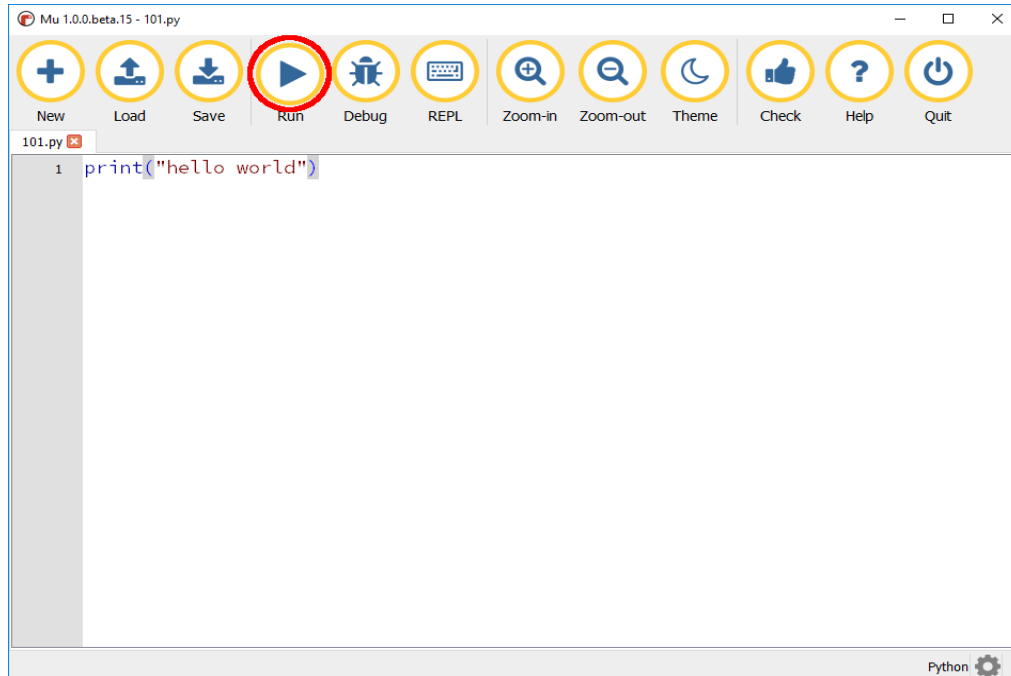 Mu 1.0.0.beta.15 - 101.py
New Load Save Run Debug REPL Zoom-in Zoom-out Theme Check Help Quit
101.py
1 print("hello world")
Python